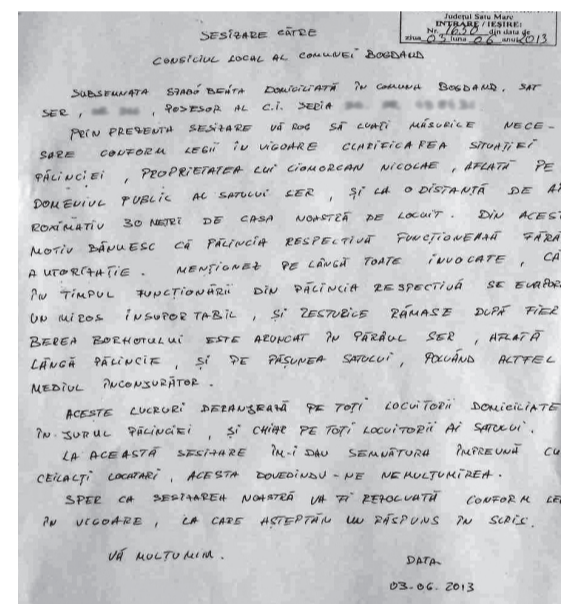 Județul Satu Mare
INTRARE / IEȘIRE:
Nr. 1650 din data de
ziua 03 luna 06 anul 2013
SESIZARE CĂTRE
CONSILIUL LOCAL AL COMUNEI BOGDAND
SUBSEMNATA SZABÓ BEÁTA DOMICILIATĂ ÎN COMUNA BOGDAND, SAT
SER, , POSESOR AL C.I. SERIA
PRIN PREZENTA SESIZARE VĂ ROG SĂ LUAȚI MĂSURILE NECE-
SARE CONFORM LEGII ÎN VIGOARE CLARIFICAREA SITUAȚIEI
PĂLINCIEI, PROPRIETATEA LUI CIOMORCAN NICOLAE, AFLATĂ PE
DOMENIUL PUBLIC AL SATULUI SER, ȘI LA O DISTANȚĂ DE AP
ROXIMATIV 30 METRI DE CASA NOASTRĂ DE LOCUIT. DIN ACEST
MOTIV BĂNUESC CĂ PĂLINCIA RESPECTIVĂ FUNCȚIONEAZĂ FĂRĂ
AUTORIZAȚIE. MENȚIONEZ PE LÂNGĂ TOATE INVOCATE, CĂ
ÎN TIMPUL FUNCȚIONĂRII DIN PĂLINCIA RESPECTIVĂ SE EVAPOR
UN MIROS INSUPORTABIL, ȘI RESTURILE RĂMASE DUPĂ FIER
BEREA BORHOTULUI ESTE ARUNCAT ÎN PÂRÂUL SER, AFLATĂ
LÂNGĂ PĂLINCIE, ȘI PE PĂȘUNEA SATULUI, POLUÂND ALTFEL
MEDIUL ÎNCONJURĂTOR.
ACESTE LUCRURI DERANJEAZĂ PE TOȚI LOCUITORII DOMICILIATE
ÎN JURUL PĂLINCIEI, ȘI CHIAR PE TOȚI LOCUITORII AI SATULUI.
LA ACEASTĂ SESIZARE ÎM-I DAU SEMNĂTURA ÎMPREUNĂ CU
CEILALȚI LOCATARI, ACESTA DOVEDINDU-NE NEMULȚUMIREA.
SPER CA SESIZAREA NOASTRĂ VA FI REZOLVATĂ CONFORM LEG
ÎN VIGOARE, LA CARE AȘTEPTĂM UN RĂSPUNS ÎN SCRIS.
VĂ MULȚUMIM.
DATA
03-06.2013